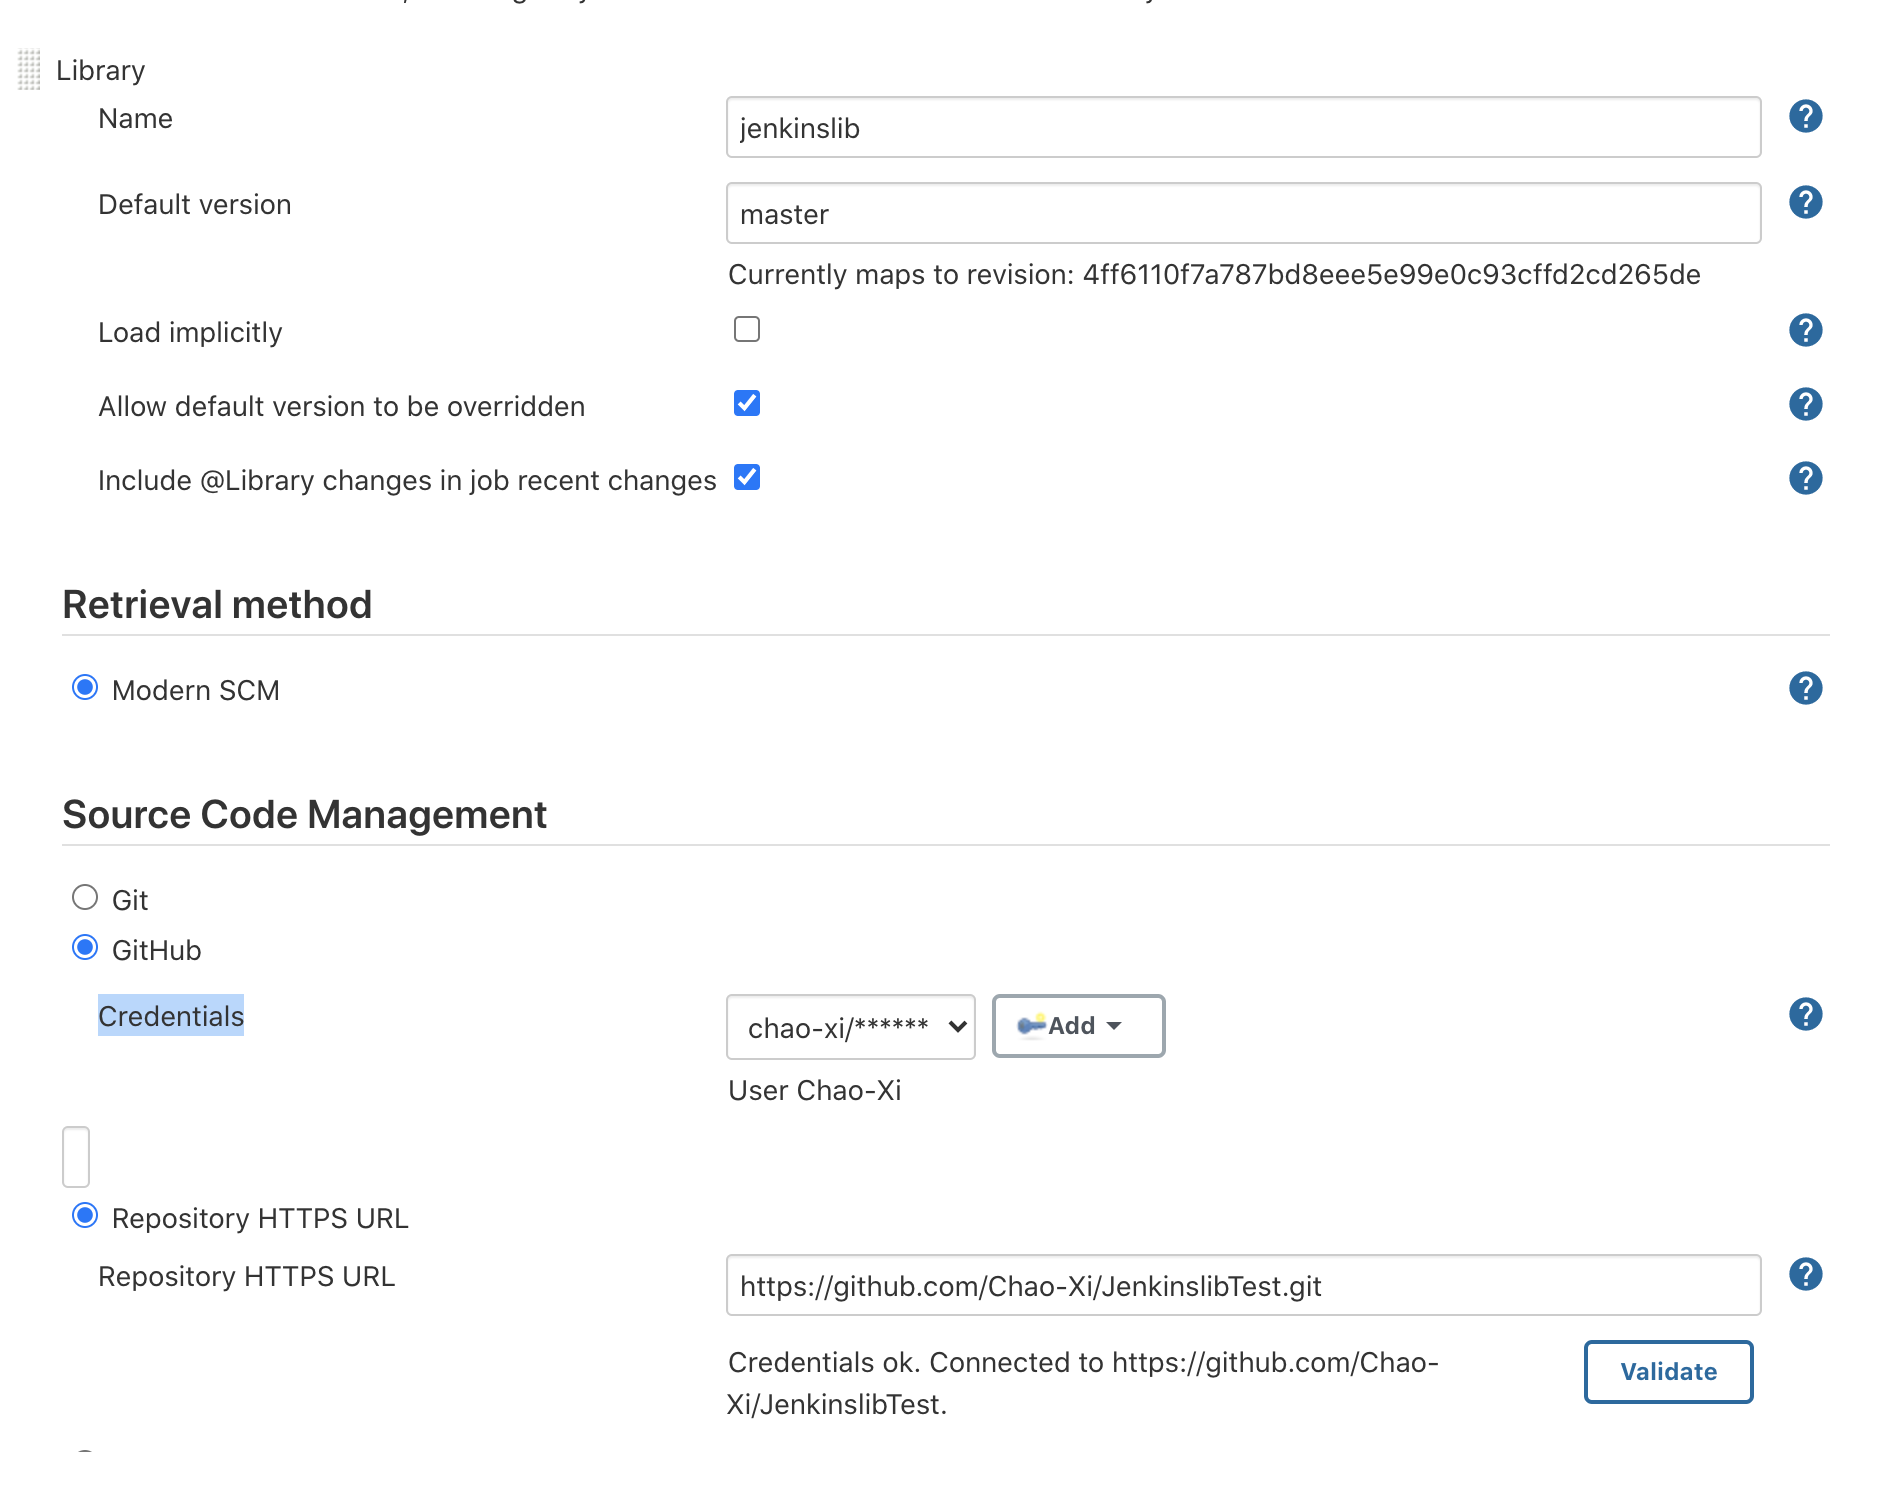 Library
Name
jenkinslib
Default version
master
Currently maps to revision: 4ff6110f7a787bd8eee5e99e0c93cffd2cd265de
Load implicitly
Allow default version to be overridden
Include @Library changes in job recent changes
Retrieval method
Modern SCM
Source Code Management
Git
GitHub
Credentials
chao-xi/******
Add
User Chao-Xi
Repository HTTPS URL
Repository HTTPS URL
https://github.com/Chao-Xi/JenkinslibTest.git
Credentials ok. Connected to https://github.com/Chao-
Xi/JenkinslibTest.
Validate